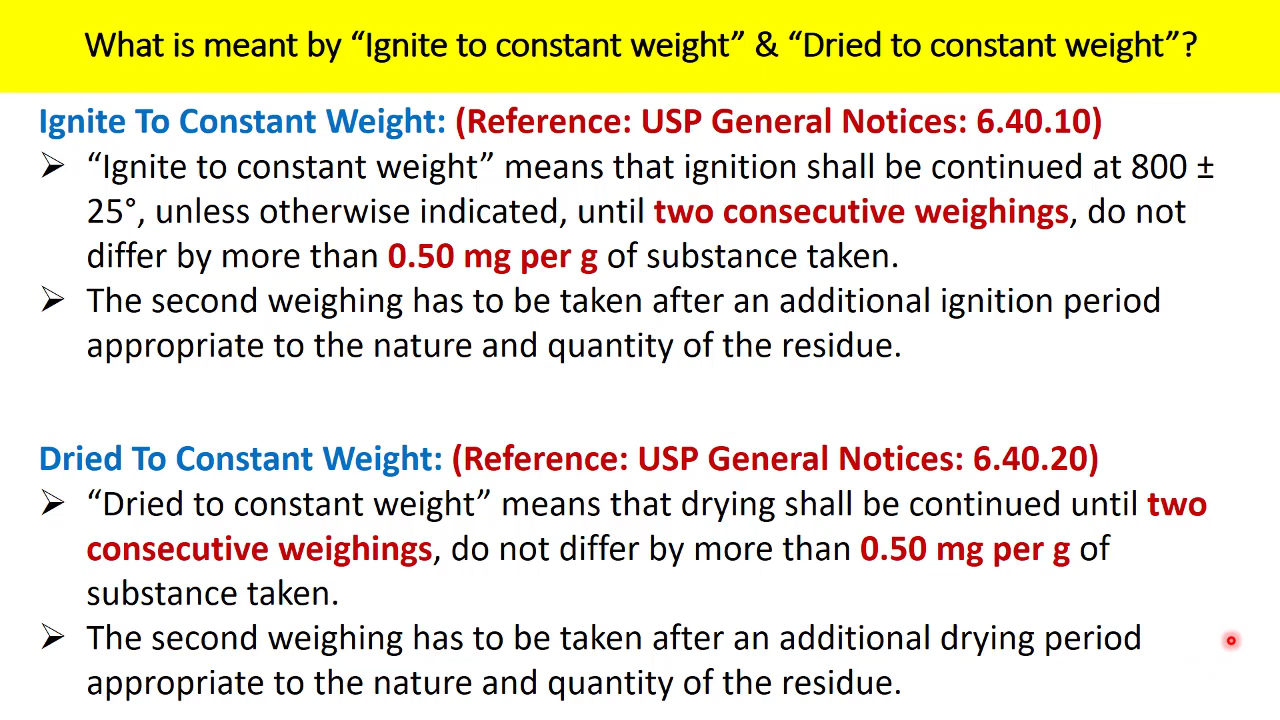 What is meant by “Ignite to constant weight” & “Dried to constant weight”?
Ignite To Constant Weight: (Reference: USP General Notices: 6.40.10)
➢ “Ignite to constant weight” means that ignition shall be continued at 800 ±
25°, unless otherwise indicated, until two consecutive weighings, do not
differ by more than 0.50 mg per g of substance taken.
➢ The second weighing has to be taken after an additional ignition period
appropriate to the nature and quantity of the residue.
Dried To Constant Weight: (Reference: USP General Notices: 6.40.20)
➢ “Dried to constant weight” means that drying shall be continued until two
consecutive weighings, do not differ by more than 0.50 mg per g of
substance taken.
➢ The second weighing has to be taken after an additional drying period
appropriate to the nature and quantity of the residue.